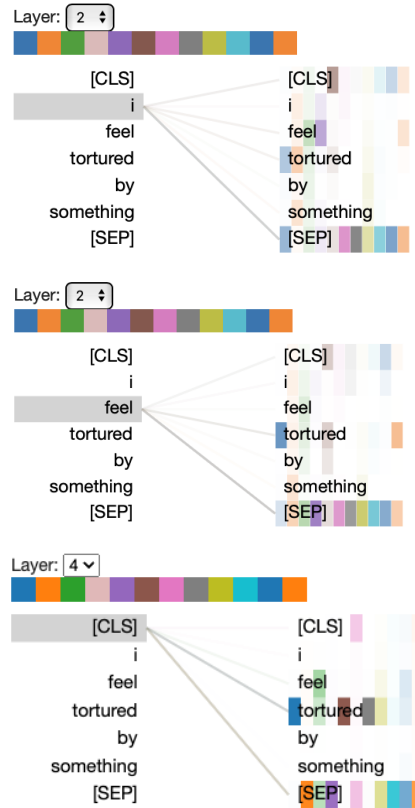 Layer: 2
[CLS] [CLS]
i i
feel feel
tortured tortured
by by
something something
[SEP] [SEP]
Layer: 2
[CLS] [CLS]
i i
feel feel
tortured tortured
by by
something something
[SEP] [SEP]
Layer: 4
[CLS] [CLS]
i i
feel feel
tortured tortured
by by
something something
[SEP] [SEP]